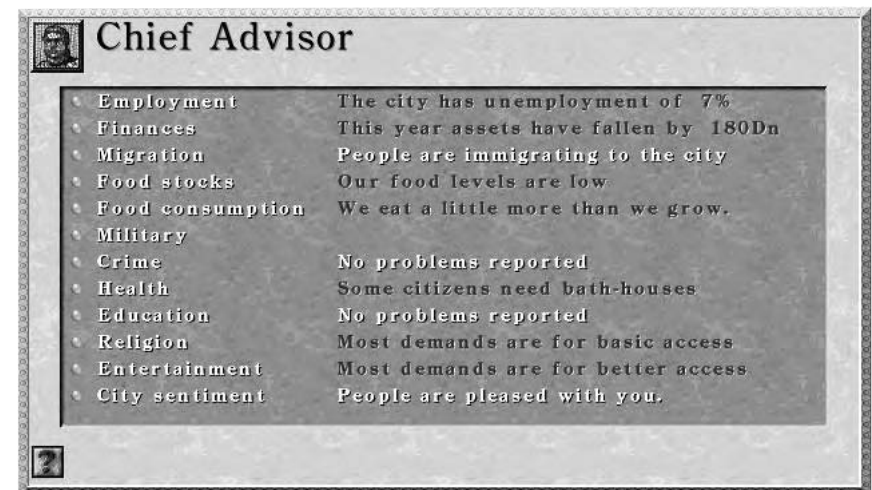 Chief Advisor
Employment The city has unemployment of 7%
Finances This year assets have fallen by 180Dn
Migration People are immigrating to the city
Food stocks Our food levels are low
Food consumption We eat a little more than we grow.
Military
Crime No problems reported
Health Some citizens need bath-houses
Education No problems reported
Religion Most demands are for basic access
Entertainment Most demands are for better access
City sentiment People are pleased with you.
?